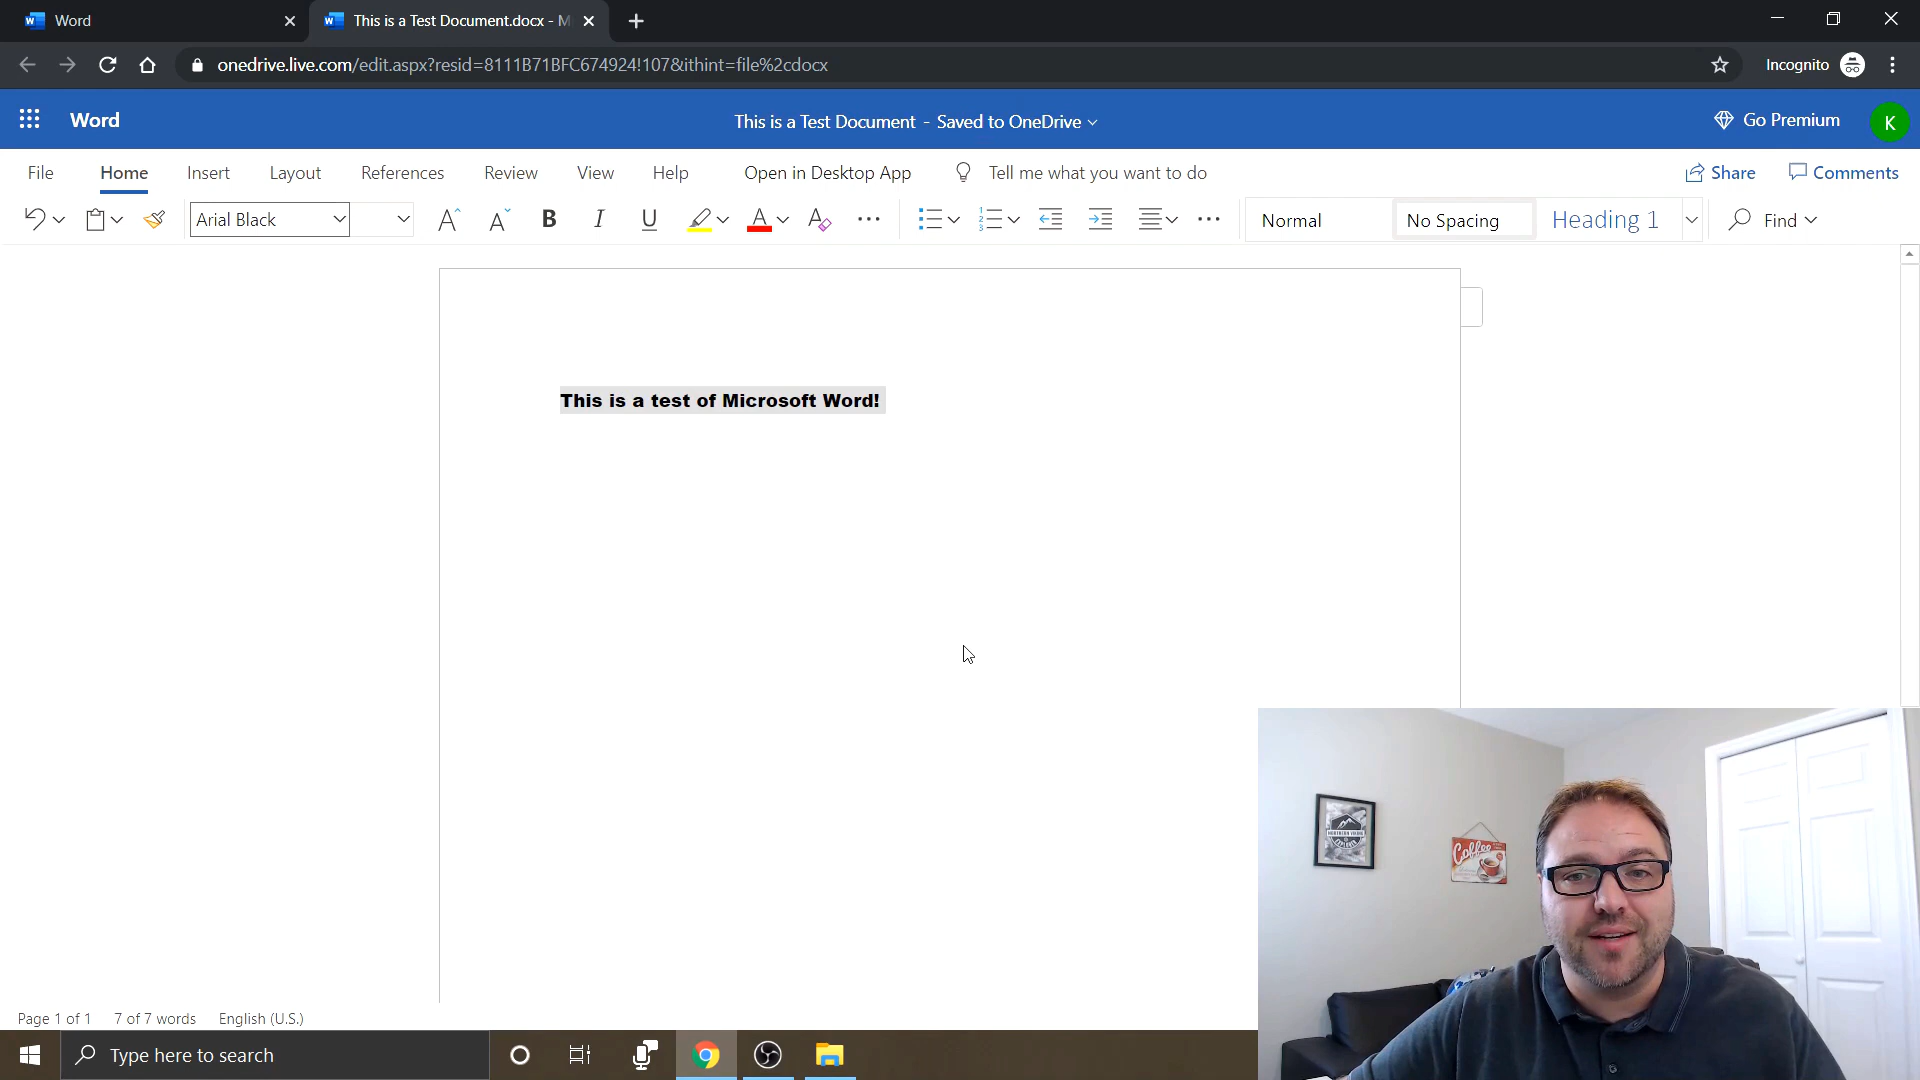 Word
This is a Test Document.docx - M
onedrive.live.com/edit.aspx?resid=8111B71BFC674924!107&ithint=file%2cdocx
Incognito
Word
This is a Test Document - Saved to OneDrive
Go Premium
K
File Home Insert Layout References Review View Help Open in Desktop App Tell me what you want to do Share Comments
Arial Black
Normal No Spacing Heading 1 Find
This is a test of Microsoft Word!
NORTHERN VIKING
EXPLORER
Coffee
Page 1 of 1 7 of 7 words English (U.S.)
Type here to search